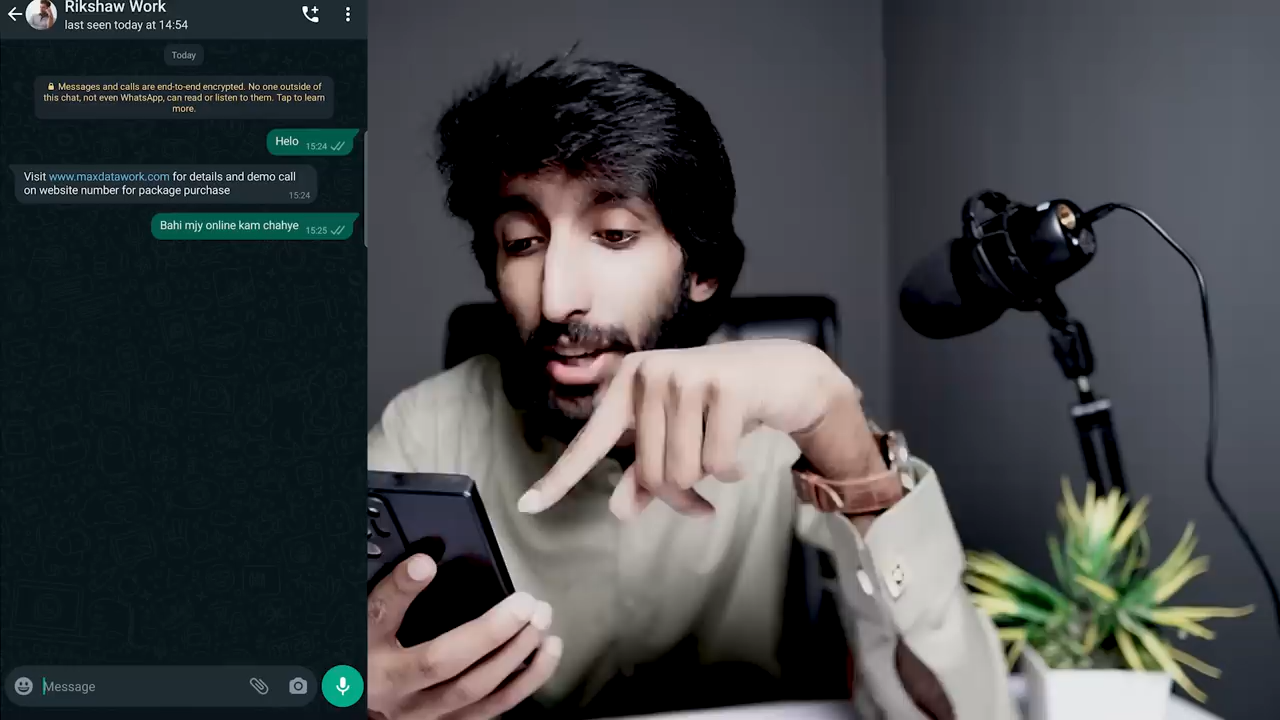 Rikshaw Work
last seen today at 14:54
Today
Messages and calls are end-to-end encrypted. No one outside of
this chat, not even WhatsApp, can read or listen to them. Tap to learn
more.
Helo 15:24
Visit www.maxdatawork.com for details and demo call
on website number for package purchase
15:24
Bahi mjy online kam chahye 15:25
Message